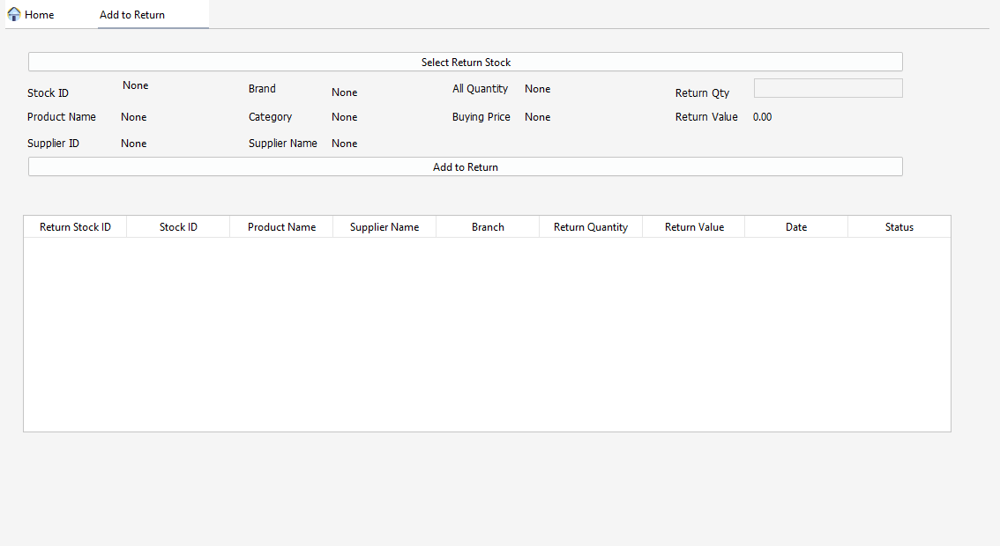 Home Add to Return
Select Return Stock
Stock ID None Brand None All Quantity None Return Qty
Product Name None Category None Buying Price None Return Value 0.00
Supplier ID None Supplier Name None
Add to Return
Return Stock ID Stock ID Product Name Supplier Name Branch Return Quantity Return Value Date Status